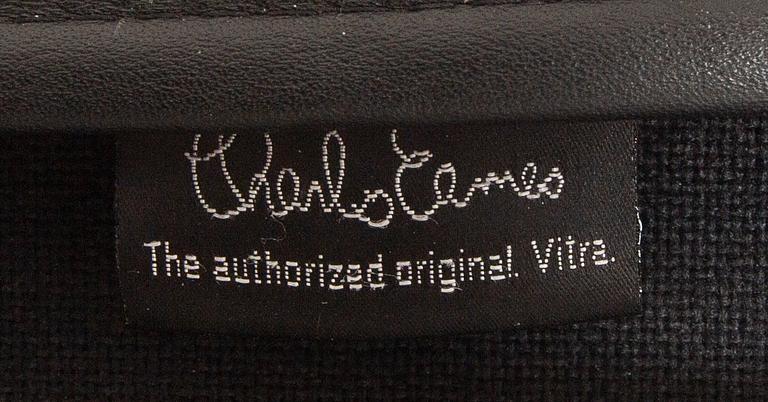 Charles Eames
The authorized original. Vitra.